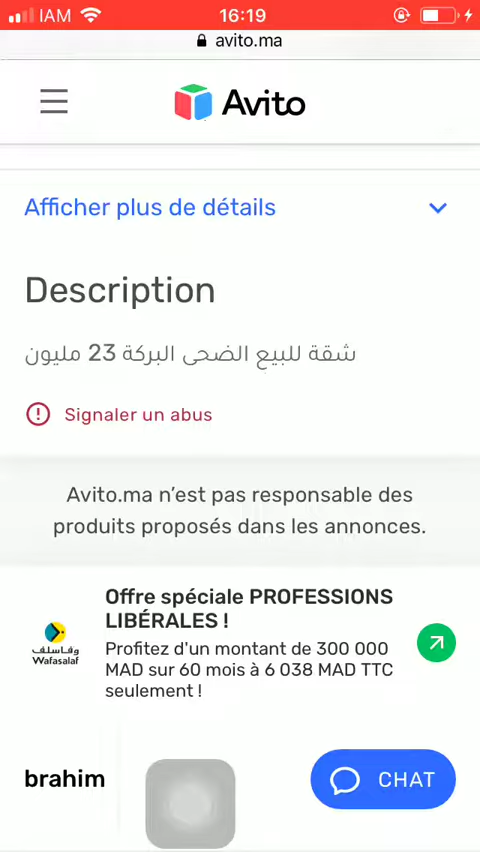 IAM 16:19
avito.ma
Avito
Afficher plus de détails
Description
شقة للبيع الضحى البركة 23 مليون
Signaler un abus
Avito.ma n’est pas responsable des
produits proposés dans les annonces.
Offre spéciale PROFESSIONS
LIBÉRALES !
وفاسلف
Wafasalaf
Profitez d'un montant de 300 000
MAD sur 60 mois à 6 038 MAD TTC
seulement !
brahim
CHAT